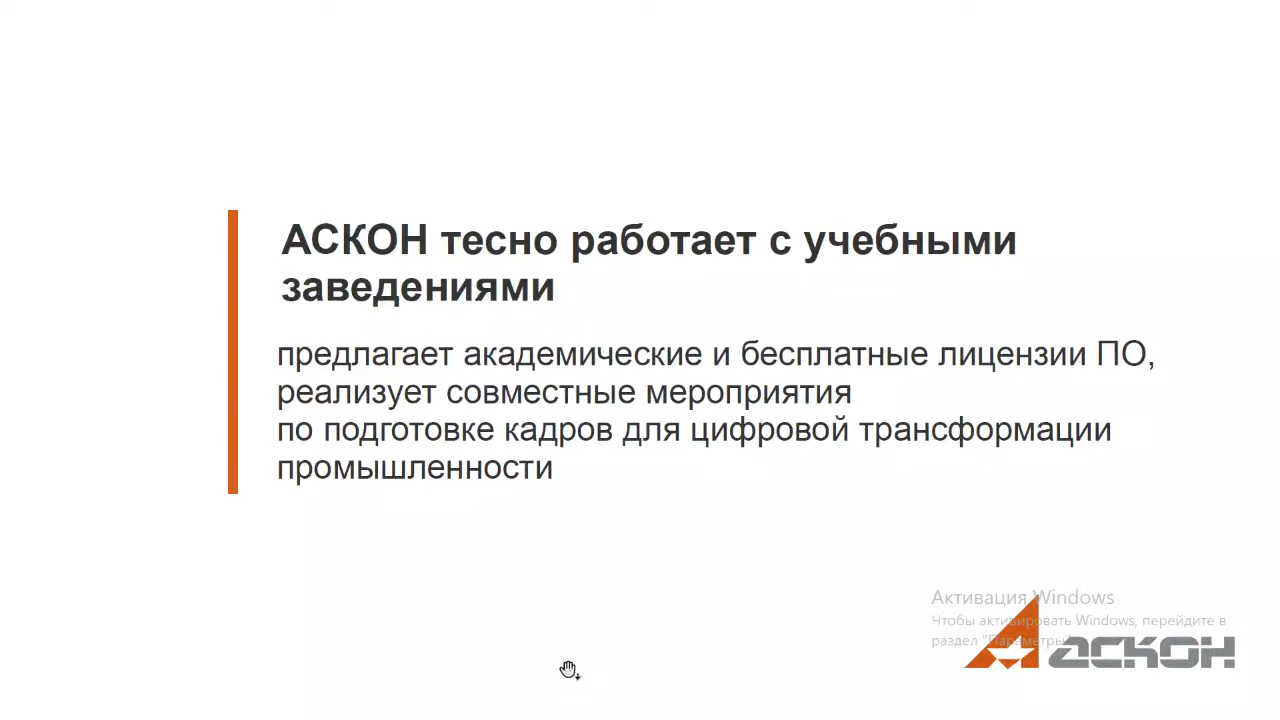 АСКОН тесно работает с учебными
заведениями
предлагает академические и бесплатные лицензии ПО,
реализует совместные мероприятия
по подготовке кадров для цифровой трансформации
промышленности
Активация Windows
Чтобы активировать Windows, перейдите в
раздел "Параметры".
АСКОН